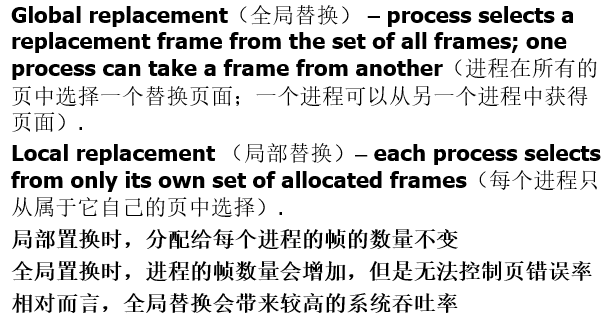 Global replacement（全局替换） – process selects a
replacement frame from the set of all frames; one
process can take a frame from another（进程在所有的
页中选择一个替换页面；一个进程可以从另一个进程中获得
页面）.
Local replacement （局部替换）– each process selects
from only its own set of allocated frames（每个进程只
从属于它自己的页中选择）.
局部置换时，分配给每个进程的帧的数量不变
全局置换时，进程的帧数量会增加，但是无法控制页错误率
相对而言，全局替换会带来较高的系统吞吐率